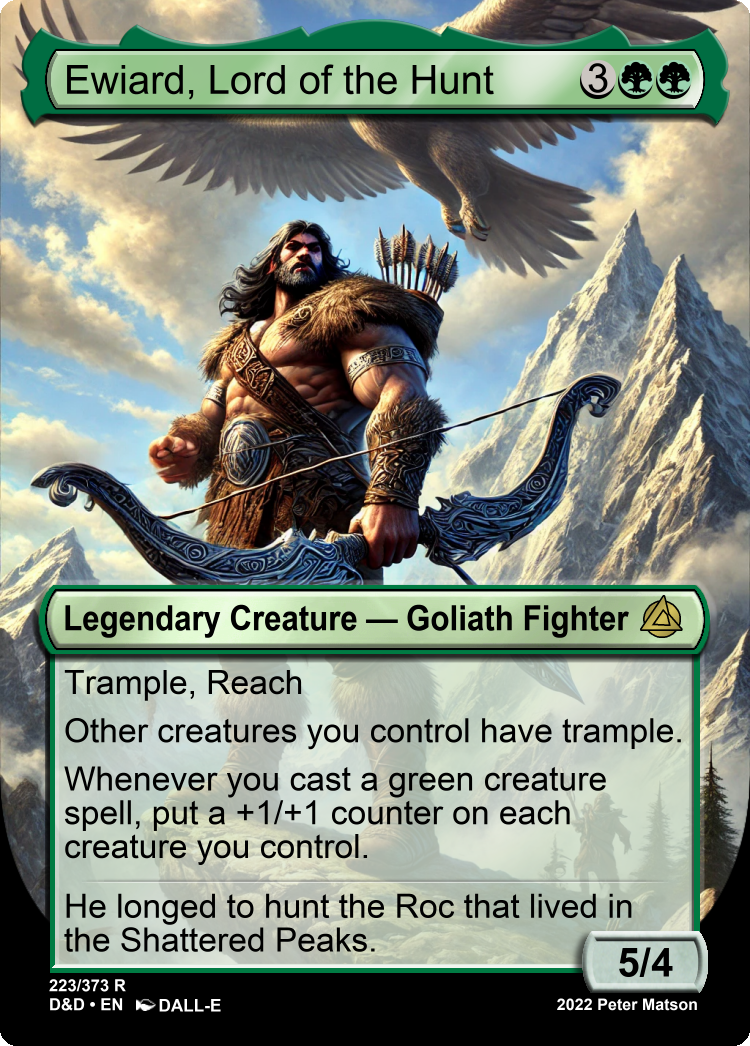 Ewiard, Lord of the Hunt 3
Legendary Creature — Goliath Fighter
Trample, Reach
Other creatures you control have trample.
Whenever you cast a green creature
spell, put a +1/+1 counter on each
creature you control.
He longed to hunt the Roc that lived in
the Shattered Peaks.
5/4
223/373 R
D&D • EN DALL-E
2022 Peter Matson